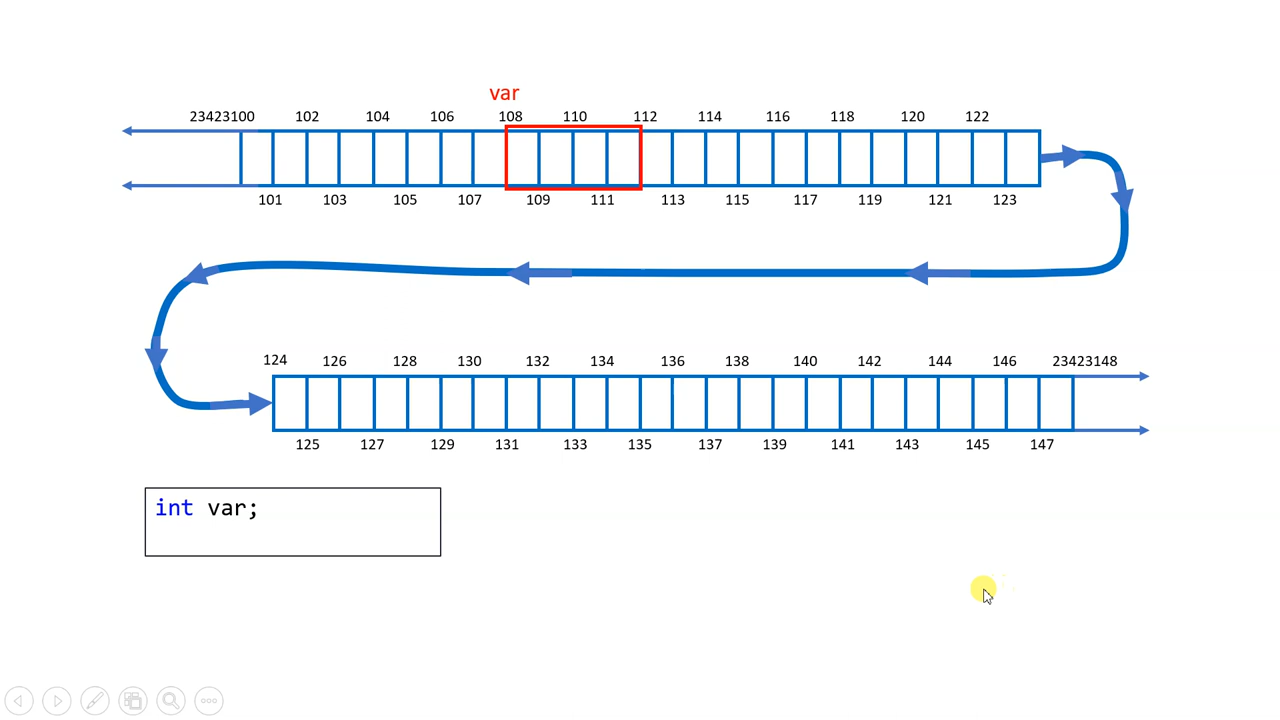 var
23423100 102 104 106 108 110 112 114 116 118 120 122
101 103 105 107 109 111 113 115 117 119 121 123
124 126 128 130 132 134 136 138 140 142 144 146 23423148
125 127 129 131 133 135 137 139 141 143 145 147
int var;